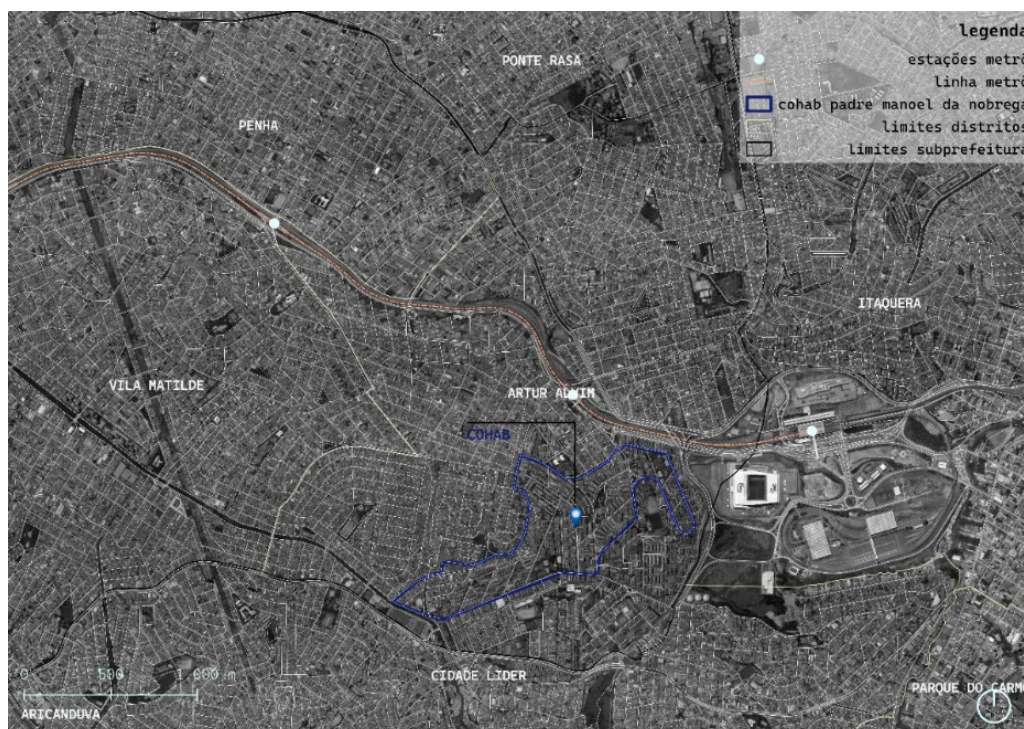 legenda
estações metrô
linha metrô
cohab padre manoel da nobrega
limites distritos
limites subprefeitura
PONTE RASA
PENHA
ITAQUERA
VILA MATILDE
ARTUR ALVIM
COHAB
CIDADE LIDER
0 500 1.000 m
PARQUE DO CARMO
ARICANDUVA